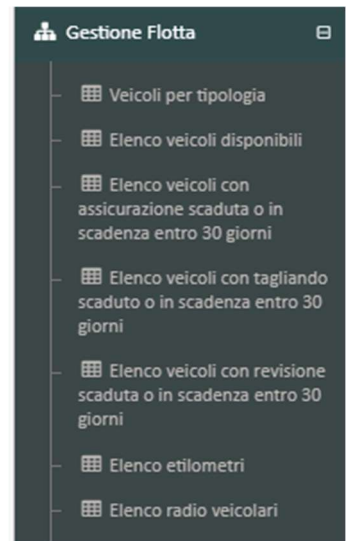 Gestione Flotta
Veicoli per tipologia
Elenco veicoli disponibili
Elenco veicoli con
assicurazione scaduta o in
scadenza entro 30 giorni
Elenco veicoli con tagliando
scaduto o in scadenza entro 30
giorni
Elenco veicoli con revisione
scaduta o in scadenza entro 30
giorni
Elenco etilometri
Elenco radio veicolari